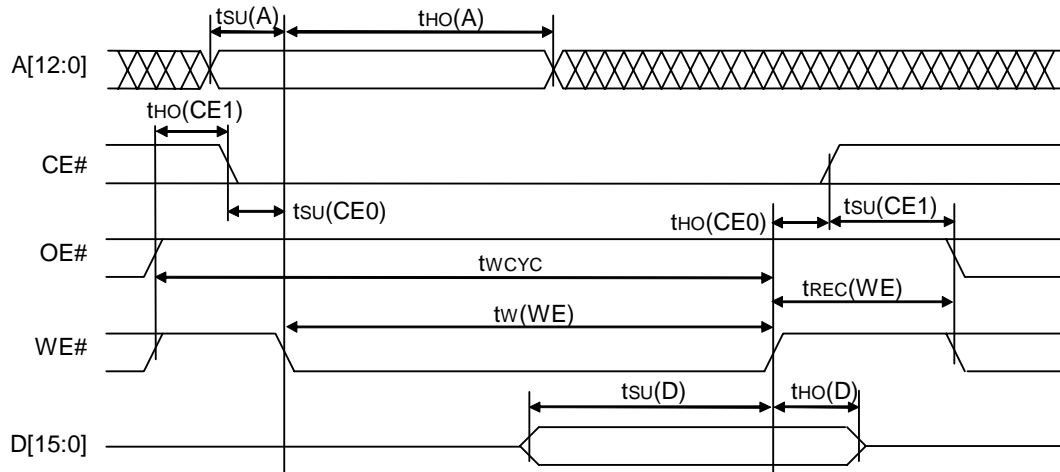 tSU(A)
tHO(A)
A[12:0]
tHO(CE1)
CE#
tSU(CE0)
tHO(CE0)
tSU(CE1)
OE#
tWCYC
tREC(WE)
tW(WE)
WE#
tSU(D)
tHO(D)
D[15:0]